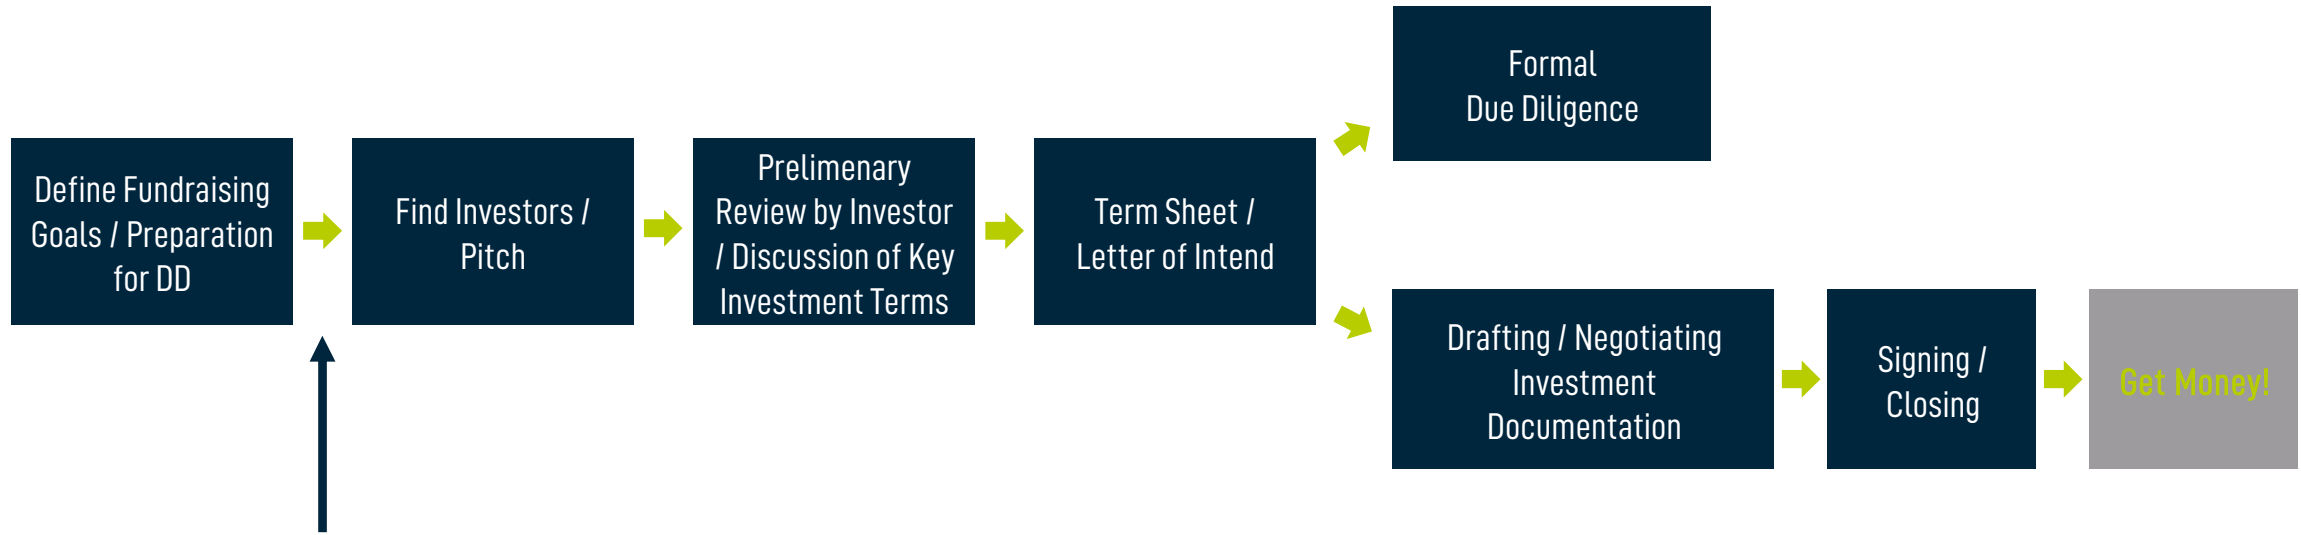 Define Fundraising
Goals / Preparation
for DD
Find Investors /
Pitch
Prelimenary
Review by Investor
/ Discussion of Key
Investment Terms
Term Sheet /
Letter of Intend
Formal
Due Diligence
Drafting / Negotiating
Investment
Documentation
Signing /
Closing
Get Money!